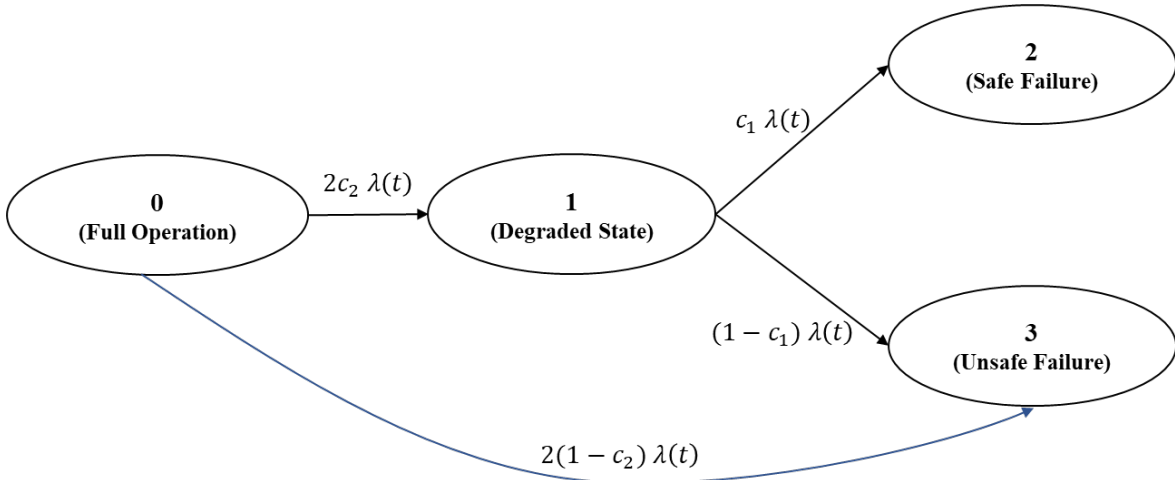 2
(Safe Failure)
c₁ λ(t)
2c₂ λ(t)
0
(Full Operation)
1
(Degraded State)
(1 − c₁) λ(t)
3
(Unsafe Failure)
2(1 − c₂) λ(t)